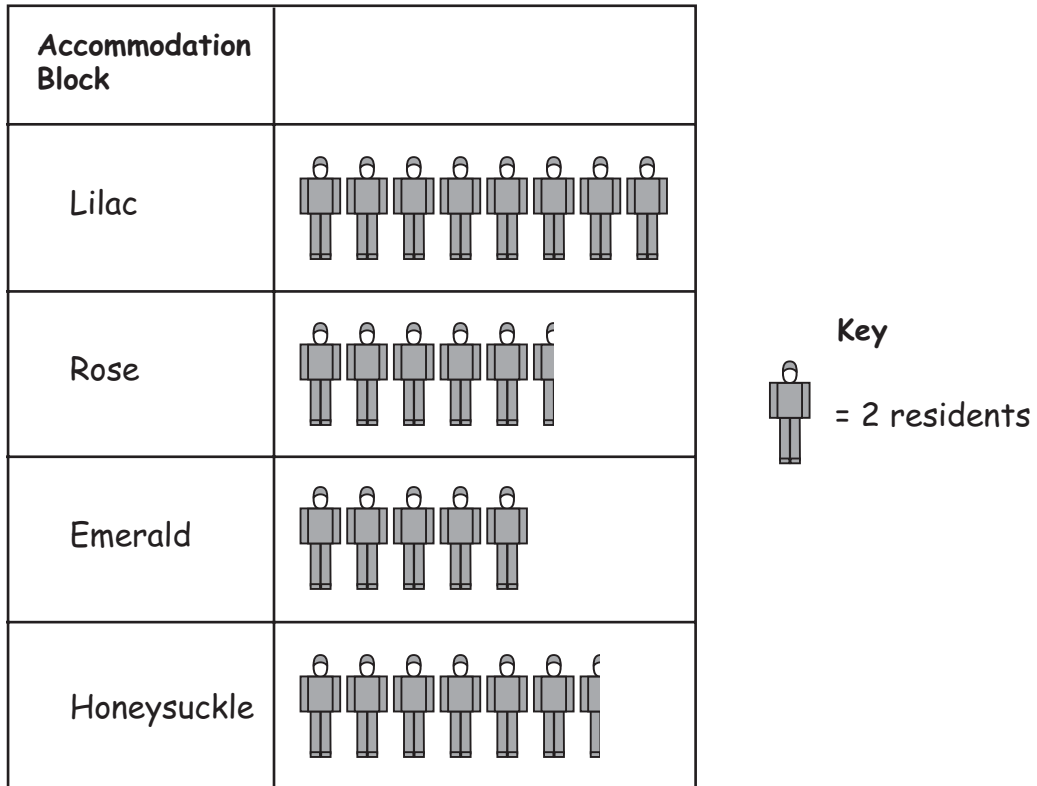 Accommodation
Block
Lilac
Rose
Emerald
Honeysuckle
Key
= 2 residents